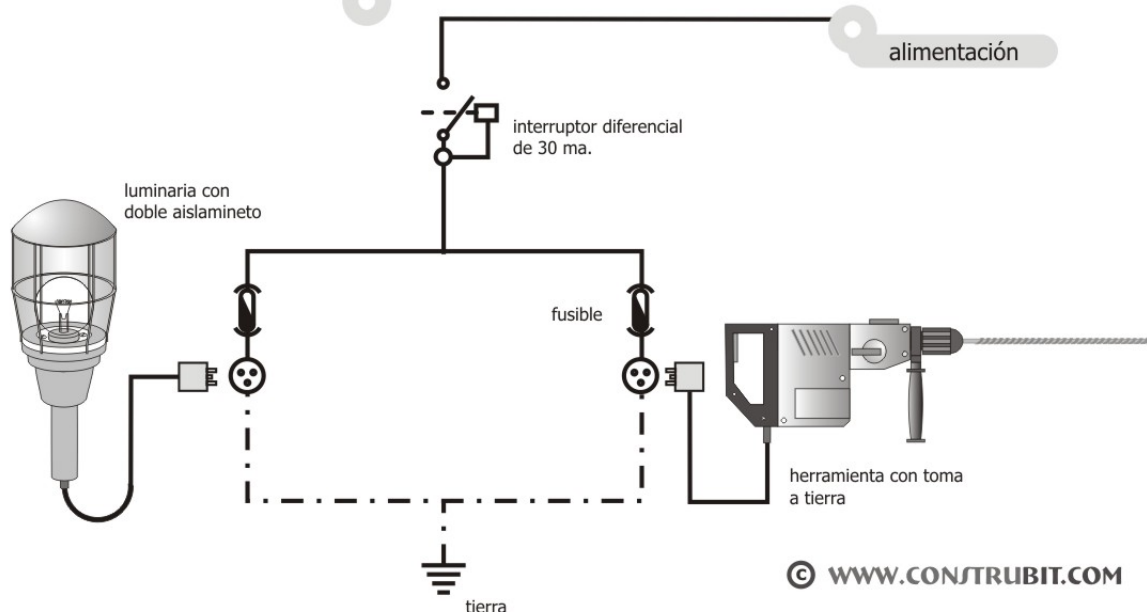 alimentación
interruptor diferencial
de 30 ma.
luminaria con
doble aislamineto
fusible
herramienta con toma
a tierra
© WWW.CONSTRUBIT.COM
tierra